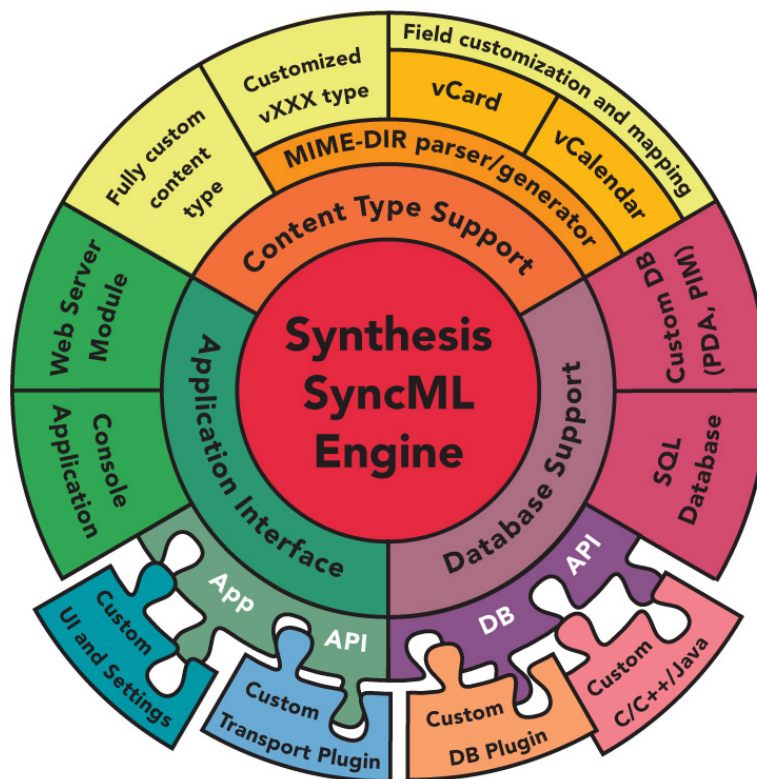 Field customization and mapping
Customized
vXXX type
vCard
vCalendar
Fully custom
content
type
MIME-DIR parser/generator
Content Type Support
Web Server
Module
Custom DB
(PDA, PIM)
Synthesis
SyncML
Engine
Application Interface
Database Support
Console
Application
SQL
Database
App API
DB API
Custom
UI and Settings
Custom
Transport Plugin
Custom
DB Plugin
Custom
C/C++/Java